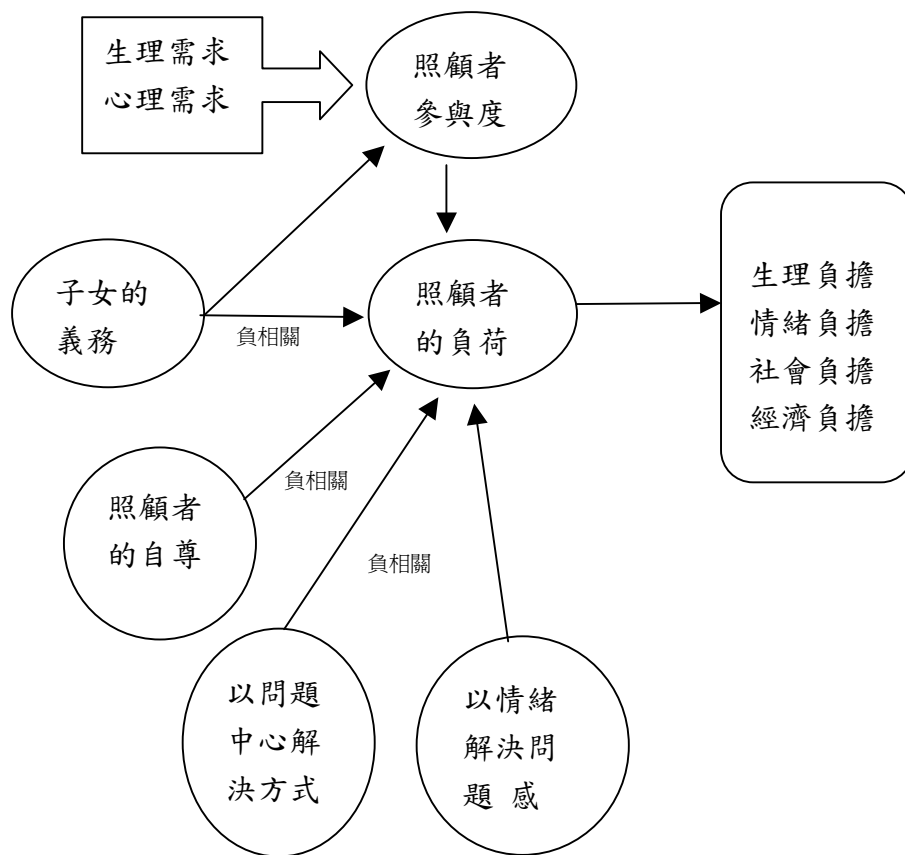 生理需求
心理需求
照顧者
參與度
子女的
義務
負相關
照顧者
的負荷
生理負擔
情緒負擔
社會負擔
經濟負擔
照顧者
的自尊
負相關
負相關
以問題
中心解
決方式
以情緒
解決問
題 感